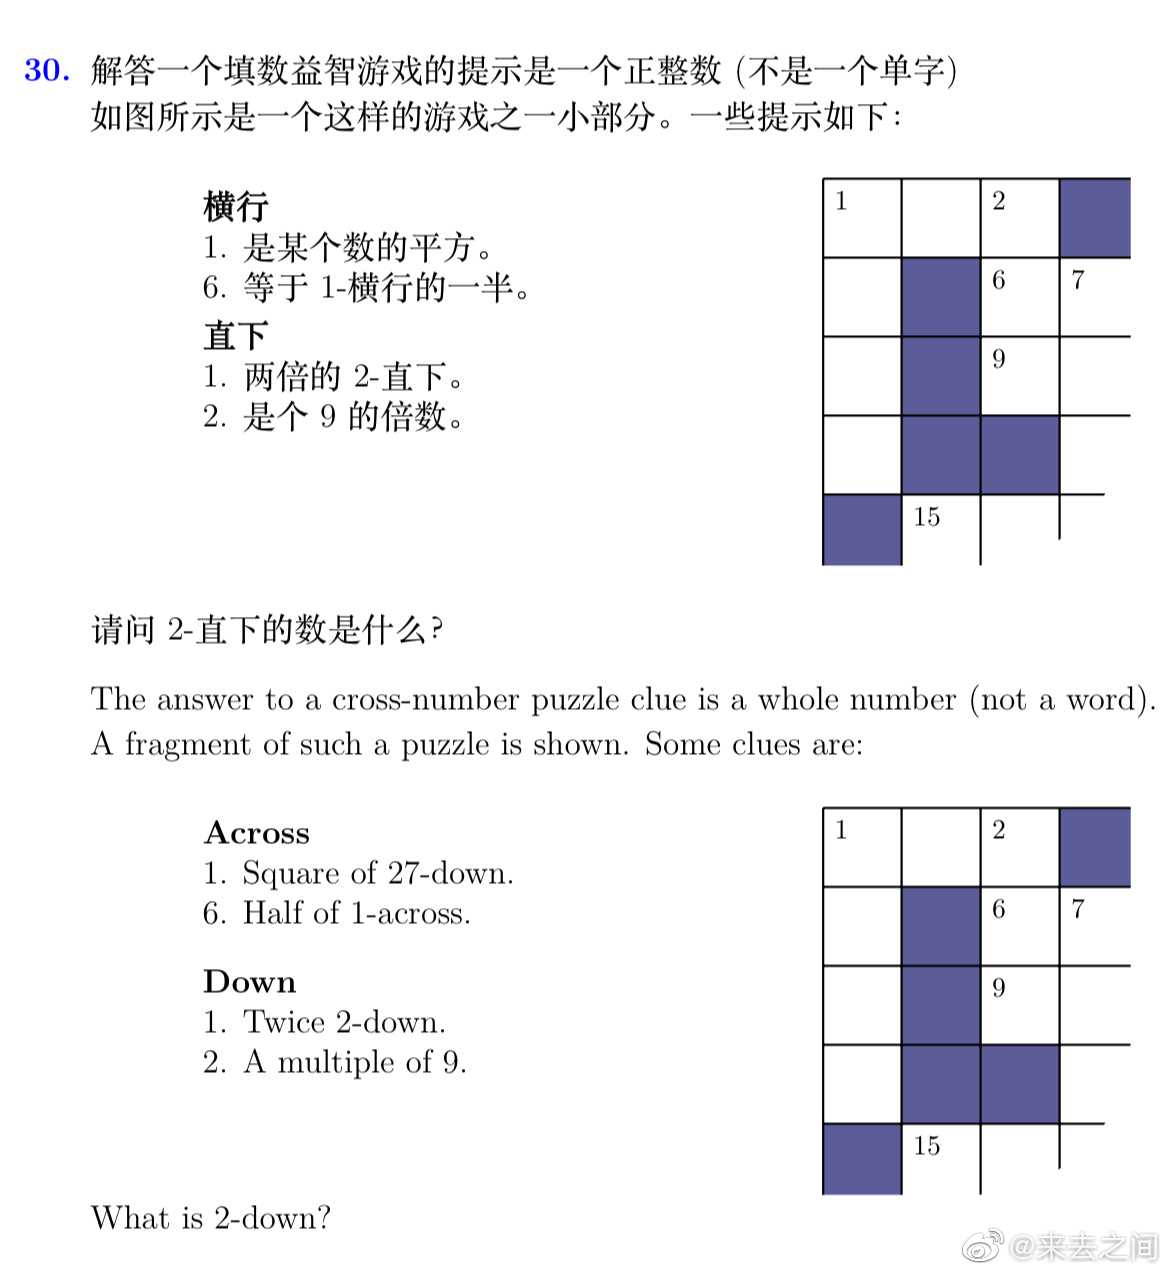 30. 解答一个填数益智游戏的提示是一个正整数 (不是一个单字)
如图所示是一个这样的游戏之一小部分。一些提示如下:
横行
1. 是某个数的平方。
6. 等于 1-横行的一半。
直下
1. 两倍的 2-直下。
2. 是个 9 的倍数。
1 2
6 7
9
15
请问 2-直下的数是什么?
The answer to a cross-number puzzle clue is a whole number (not a word).
A fragment of such a puzzle is shown. Some clues are:
Across
1. Square of 27-down.
6. Half of 1-across.
Down
1. Twice 2-down.
2. A multiple of 9.
1 2
6 7
9
15
What is 2-down?
@来去之间